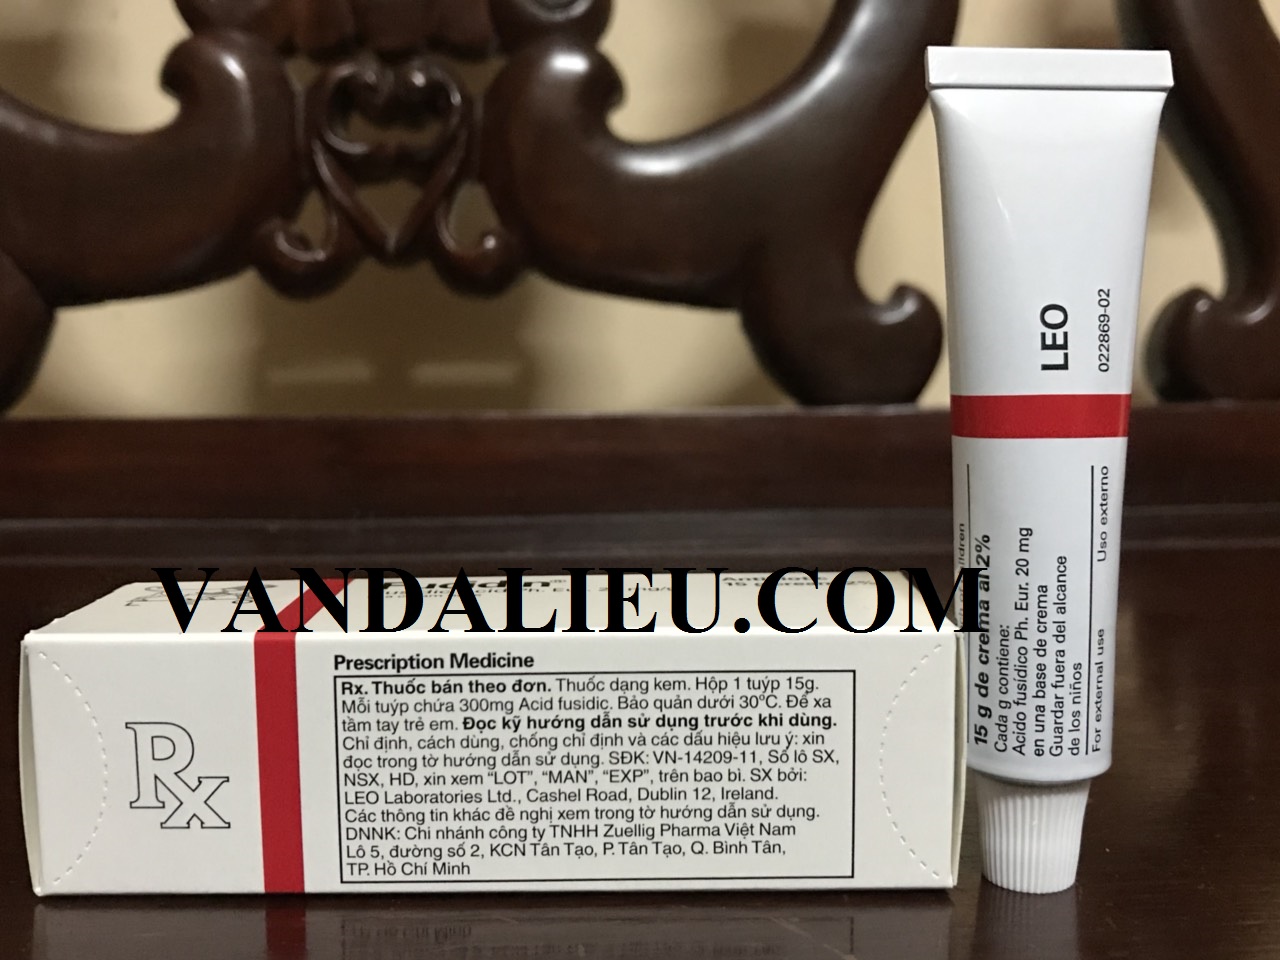 VANDALIEU.COM
Prescription Medicine
Rx. Thuốc bán theo đơn. Thuốc dạng kem. Hộp 1 tuýp 15g.
Mỗi tuýp chứa 300mg Acid fusidic. Bảo quản dưới 30°C. Để xa
tầm tay trẻ em. Đọc kỹ hướng dẫn sử dụng trước khi dùng.
Chỉ định, cách dùng, chống chỉ định và các dấu hiệu lưu ý: xin
đọc trong tờ hướng dẫn sử dụng. SĐK: VN-14209-11, Số lô SX,
NSX, HD, xin xem “LOT”, “MAN”, “EXP”, trên bao bì. SX bởi:
LEO Laboratories Ltd., Cashel Road, Dublin 12, Ireland.
Các thông tin khác đề nghị xem trong tờ hướng dẫn sử dụng.
DNNK: Chi nhánh công ty TNHH Zuellig Pharma Việt Nam
Lô 5, đường số 2, KCN Tân Tạo, P. Tân Tạo, Q. Bình Tân,
TP. Hồ Chí Minh
Rx
LEO
022869-02
15 g de crema al 2%
Cada g contiene:
Acido fusídico Ph. Eur. 20 mg
en una base de crema
Guardar fuera del alcance
de los niños
For external use Uso externo